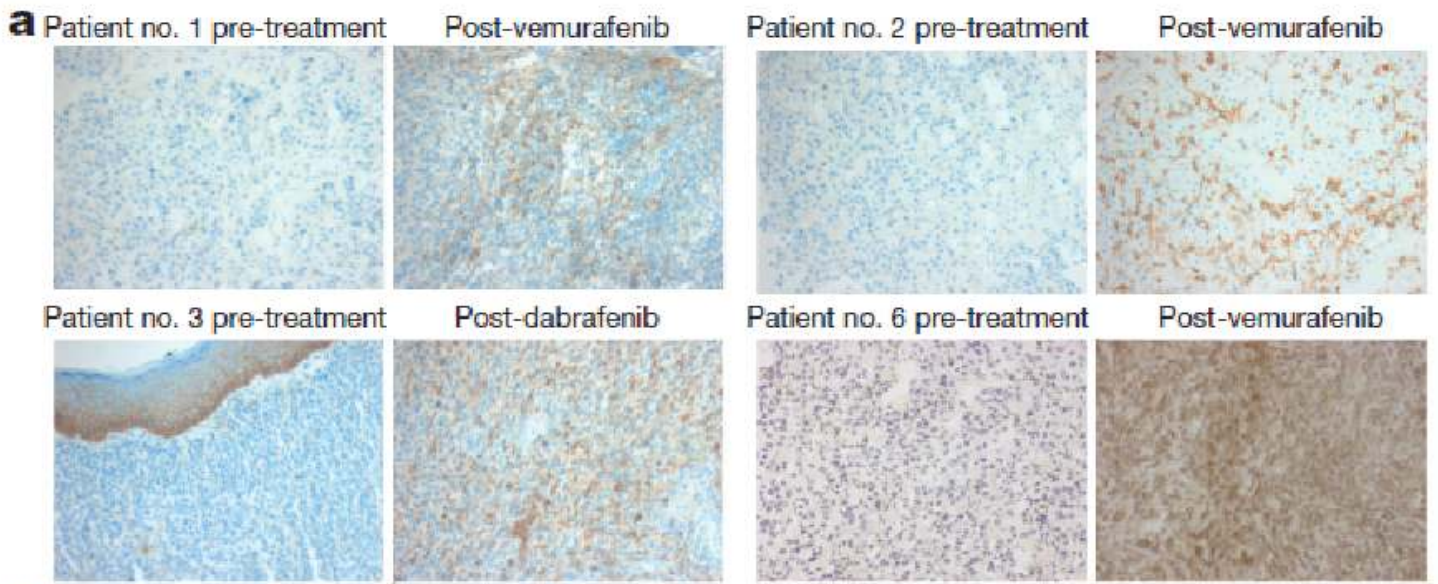 a
Patient no. 1 pre-treatment
Post-vemurafenib
Patient no. 2 pre-treatment
Post-vemurafenib
Patient no. 3 pre-treatment
Post-dabrafenib
Patient no. 6 pre-treatment
Post-vemurafenib